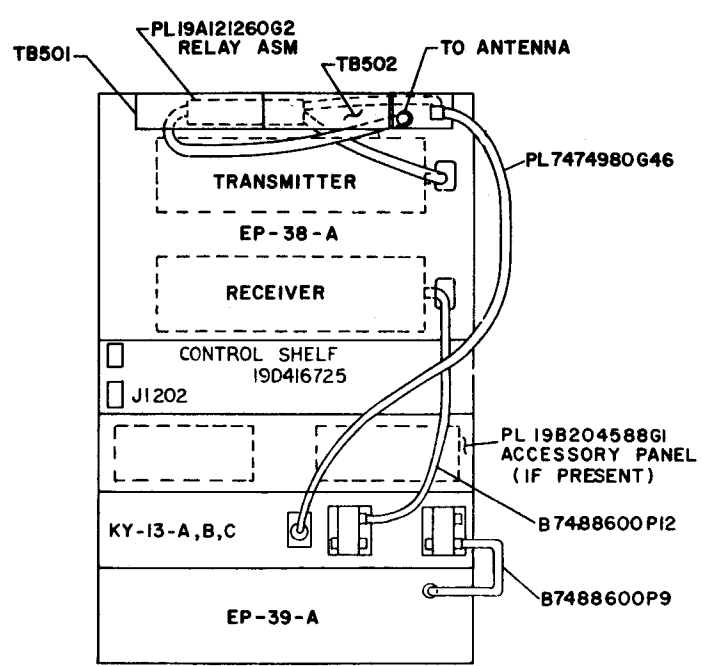 PL19A121260G2
RELAY ASM
TB501
TB502
TO ANTENNA
PL7474980G46
TRANSMITTER
EP-38-A
RECEIVER
CONTROL SHELF
19D416725
J1202
PL 19B204588G1
ACCESSORY PANEL
(IF PRESENT)
KY-13-A,B,C
B7488600P12
B7488600P9
EP-39-A